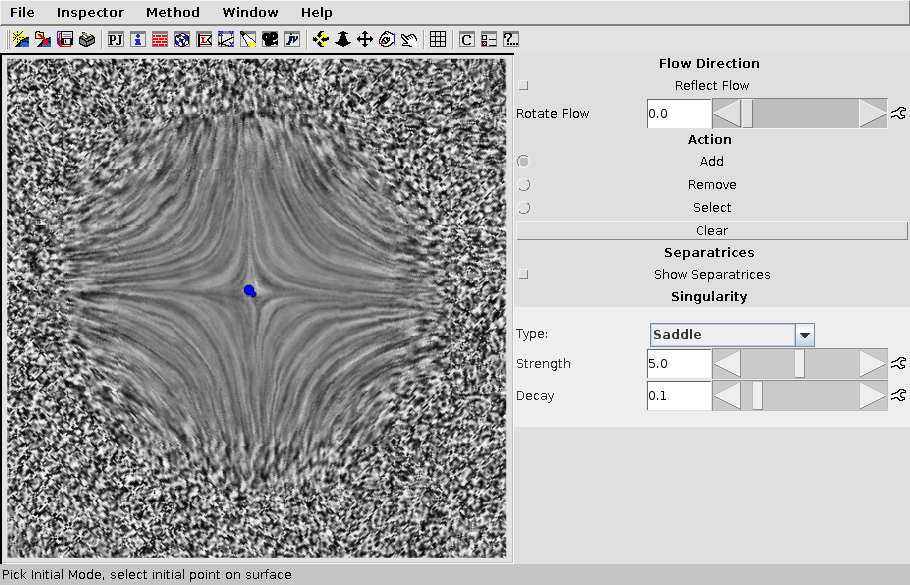 File Inspector Method Window Help
PJ i jv C ?...
Flow Direction
Reflect Flow
Rotate Flow 0.0
Action
Add
Remove
Select
Clear
Separatrices
Show Separatrices
Singularity
Type: Saddle
Strength 5.0
Decay 0.1
Pick Initial Mode, select initial point on surface